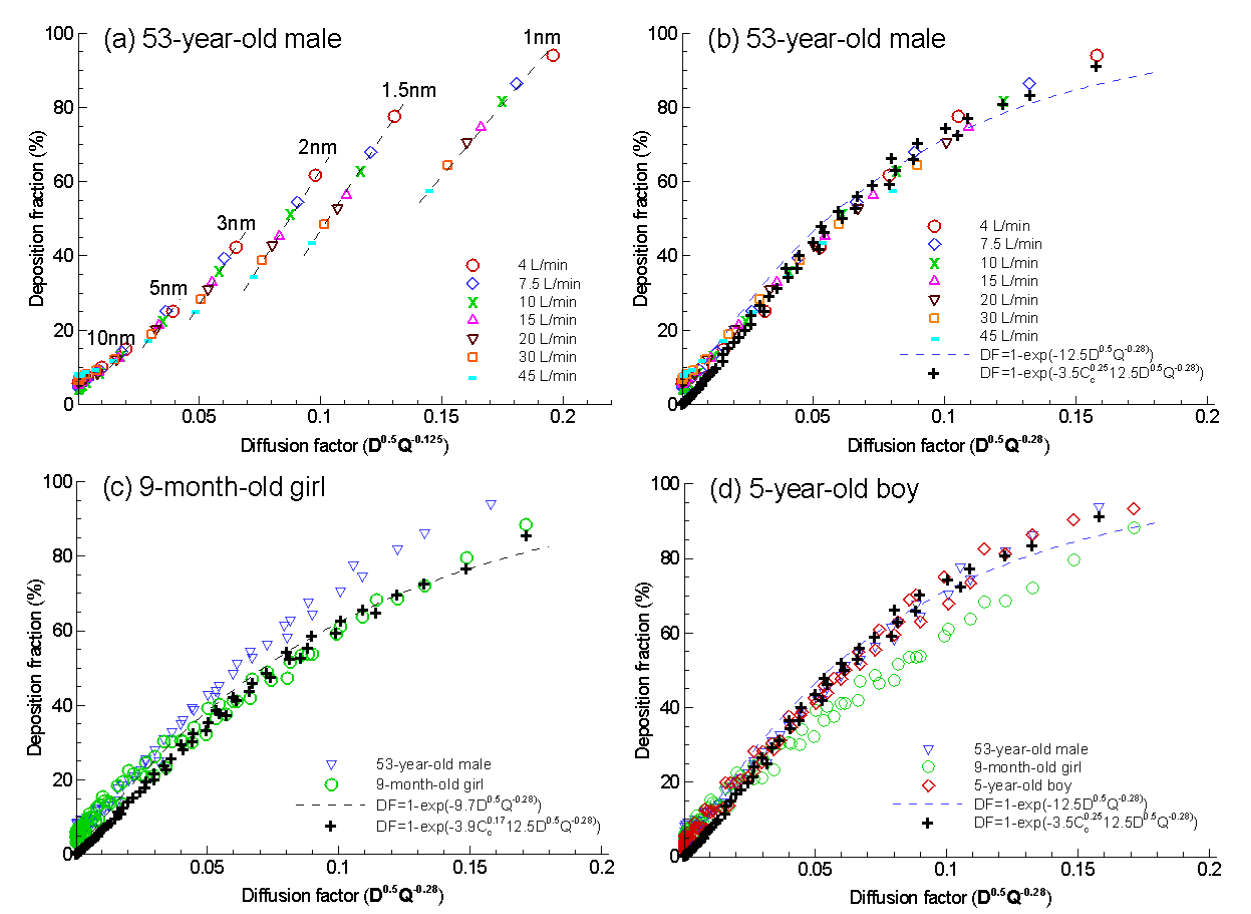 (a) 53-year-old male
Deposition fraction (%)
100
80
60
40
20
0
1nm
1.5nm
2nm
3nm
5nm
10nm
4 L/min
7.5 L/min
10 L/min
15 L/min
20 L/min
30 L/min
45 L/min
0 0.05 0.1 0.15 0.2
Diffusion factor (D^0.5Q^-0.125)
(b) 53-year-old male
Deposition fraction (%)
100
80
60
40
20
0
4 L/min
7.5 L/min
10 L/min
15 L/min
20 L/min
30 L/min
45 L/min
DF=1-exp(-12.5D^0.5Q^-0.28)
DF=1-exp(-3.5C_c^0.25 12.5D^0.5Q^-0.28)
0 0.05 0.1 0.15 0.2
Diffusion factor (D^0.5Q^-0.28)
(c) 9-month-old girl
Deposition fraction (%)
100
80
60
40
20
0
53-year-old male
9-month-old girl
DF=1-exp(-9.7D^0.5Q^-0.28)
DF=1-exp(-3.9C_c^0.17 12.5D^0.5Q^-0.28)
0 0.05 0.1 0.15 0.2
Diffusion factor (D^0.5Q^-0.28)
(d) 5-year-old boy
Deposition fraction (%)
100
80
60
40
20
0
53-year-old male
9-month-old girl
5-year-old boy
DF=1-exp(-12.5D^0.5Q^-0.28)
DF=1-exp(-3.5C_c^0.25 12.5D^0.5Q^-0.28)
0 0.05 0.1 0.15 0.2
Diffusion factor (D^0.5Q^-0.28)